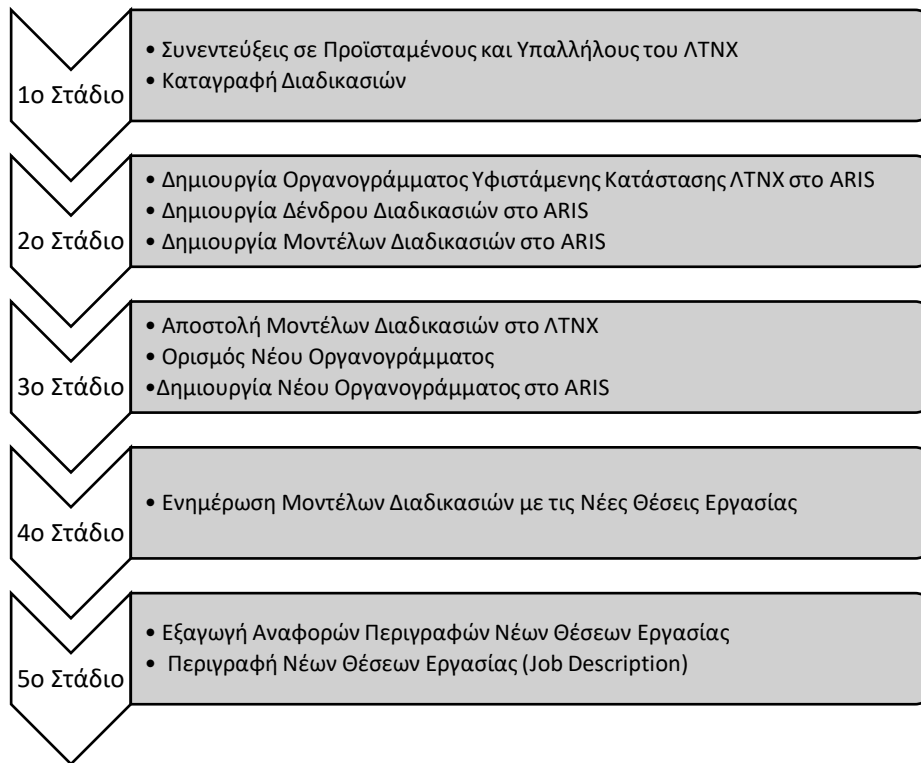 1ο Στάδιο
• Συνεντεύξεις σε Προϊσταμένους και Υπαλλήλους του ΛΤΝΧ
• Καταγραφή Διαδικασιών
2ο Στάδιο
• Δημιουργία Οργανογράμματος Υφιστάμενης Κατάστασης ΛΤΝΧ στο ARIS
• Δημιουργία Δένδρου Διαδικασιών στο ARIS
• Δημιουργία Μοντέλων Διαδικασιών στο ARIS
3ο Στάδιο
• Αποστολή Μοντέλων Διαδικασιών στο ΛΤΝΧ
• Ορισμός Νέου Οργανογράμματος
•Δημιουργία Νέου Οργανογράμματος στο ARIS
4ο Στάδιο
• Ενημέρωση Μοντέλων Διαδικασιών με τις Νέες Θέσεις Εργασίας
5ο Στάδιο
• Εξαγωγή Αναφορών Περιγραφών Νέων Θέσεων Εργασίας
• Περιγραφή Νέων Θέσεων Εργασίας (Job Description)